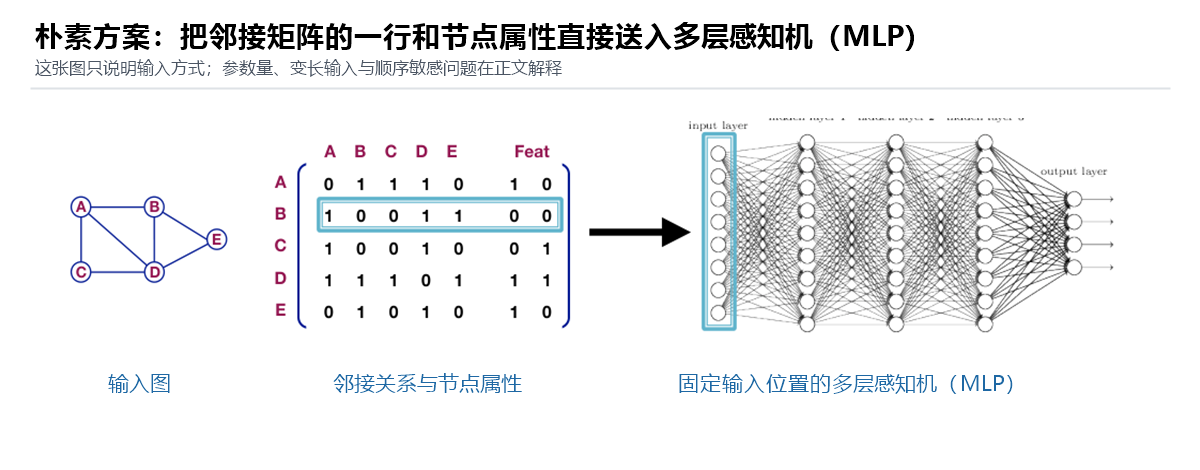 朴素方案：把邻接矩阵的一行和节点属性直接送入多层感知机（MLP)
这张图只说明输入方式；参数量、变长输入与顺序敏感问题在正文解释
A B C D E
A B C D E Feat
A 0 1 1 1 0 1 0
B 1 0 0 1 1 0 0
C 1 0 0 1 0 0 1
D 1 1 1 0 1 1 1
E 0 1 0 1 0 1 0
input layer
output layer
输入图
邻接关系与节点属性
固定输入位置的多层感知机（MLP）